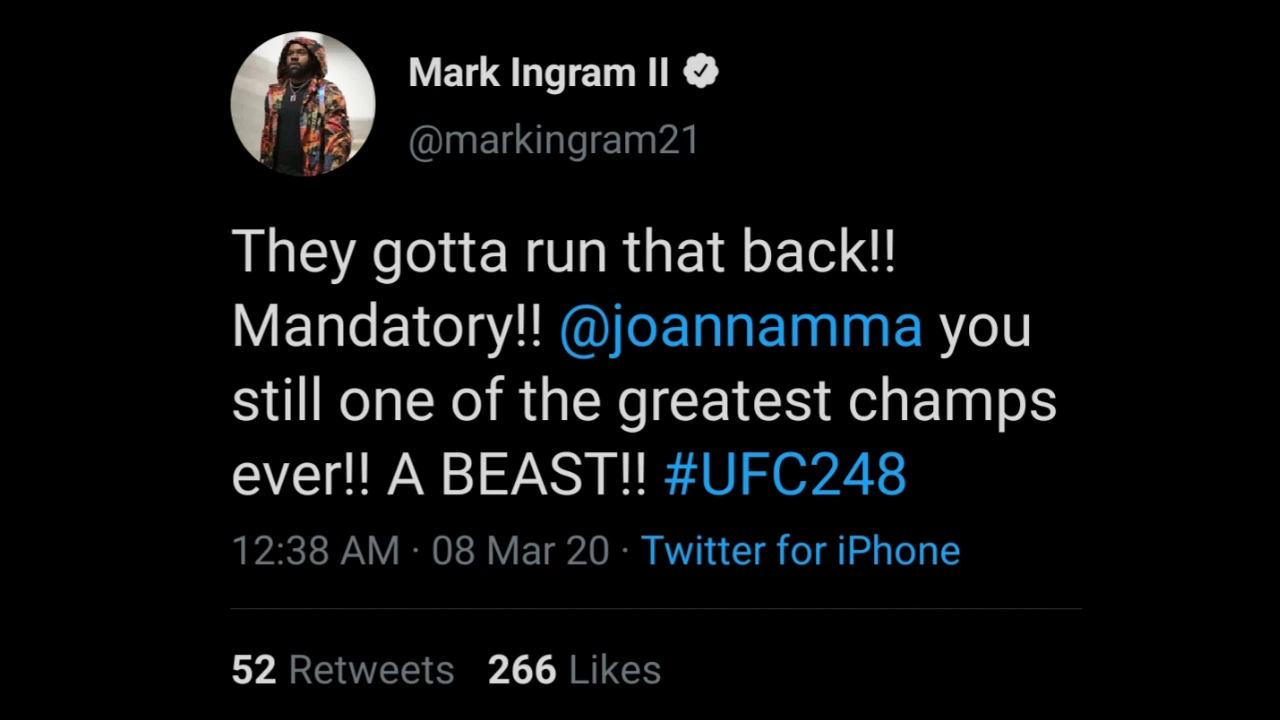 Mark Ingram II
@markingram21
They gotta run that back!!
Mandatory!! @joannamma you
still one of the greatest champs
ever!! A BEAST!! #UFC248
12:38 AM · 08 Mar 20 · Twitter for iPhone
52 Retweets 266 Likes